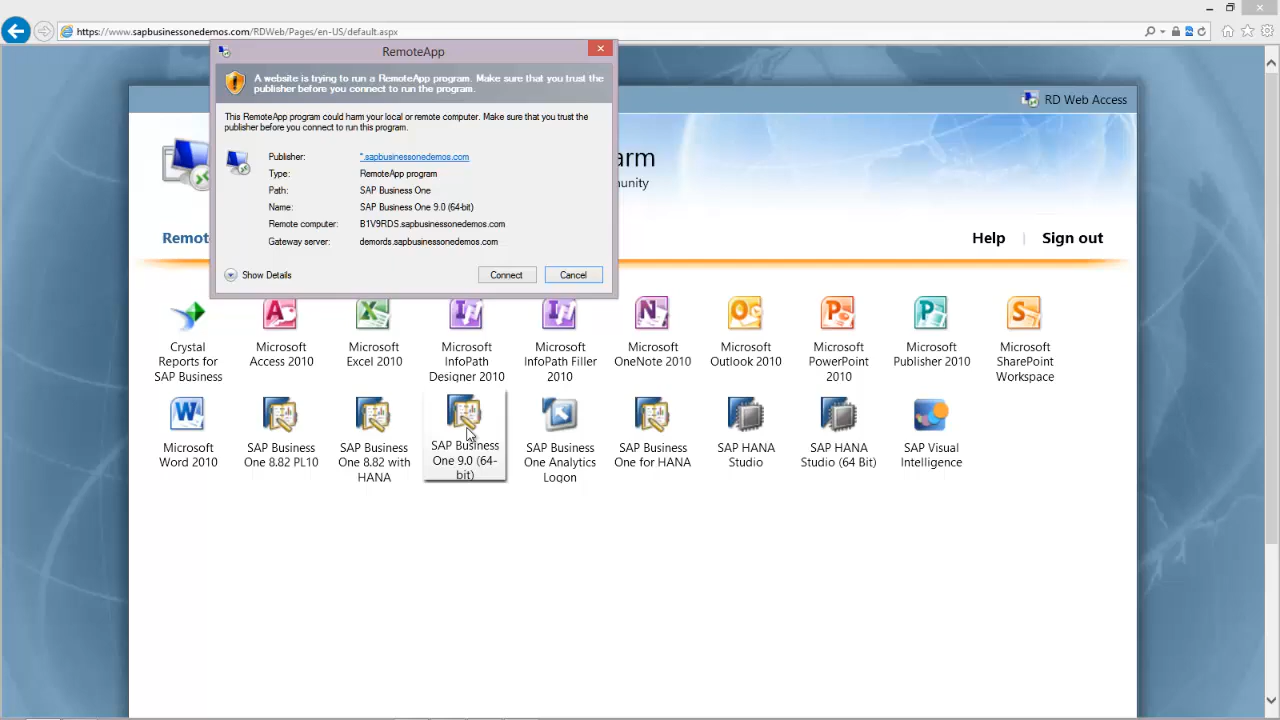 https://www.sapbusinessonedemos.com/RDWeb/Pages/en-US/default.aspx
RemoteApp
A website is trying to run a RemoteApp program. Make sure that you trust the
publisher before you connect to run the program.
This RemoteApp program could harm your local or remote computer. Make sure that you trust the
publisher before you connect to run this program.
Publisher: *.sapbusinessonedemos.com
Type: RemoteApp program
Path: SAP Business One
Name: SAP Business One 9.0 (64-bit)
Remote computer: B1V9RDS.sapbusinessonedemos.com
Gateway server: demords.sapbusinessonedemos.com
Show Details
Connect
Cancel
RD Web Access
arm
munity
Remot
Help
Sign out
Crystal
Reports for
SAP Business
Microsoft
Access 2010
Microsoft
Excel 2010
Microsoft
InfoPath
Designer 2010
Microsoft
InfoPath Filler
2010
Microsoft
OneNote 2010
Microsoft
Outlook 2010
Microsoft
PowerPoint
2010
Microsoft
Publisher 2010
Microsoft
SharePoint
Workspace
Microsoft
Word 2010
SAP Business
One 8.82 PL10
SAP Business
One 8.82 with
HANA
SAP Business
One 9.0 (64-
bit)
SAP Business
One Analytics
Logon
SAP Business
One for HANA
SAP HANA
Studio
SAP HANA
Studio (64 Bit)
SAP Visual
Intelligence